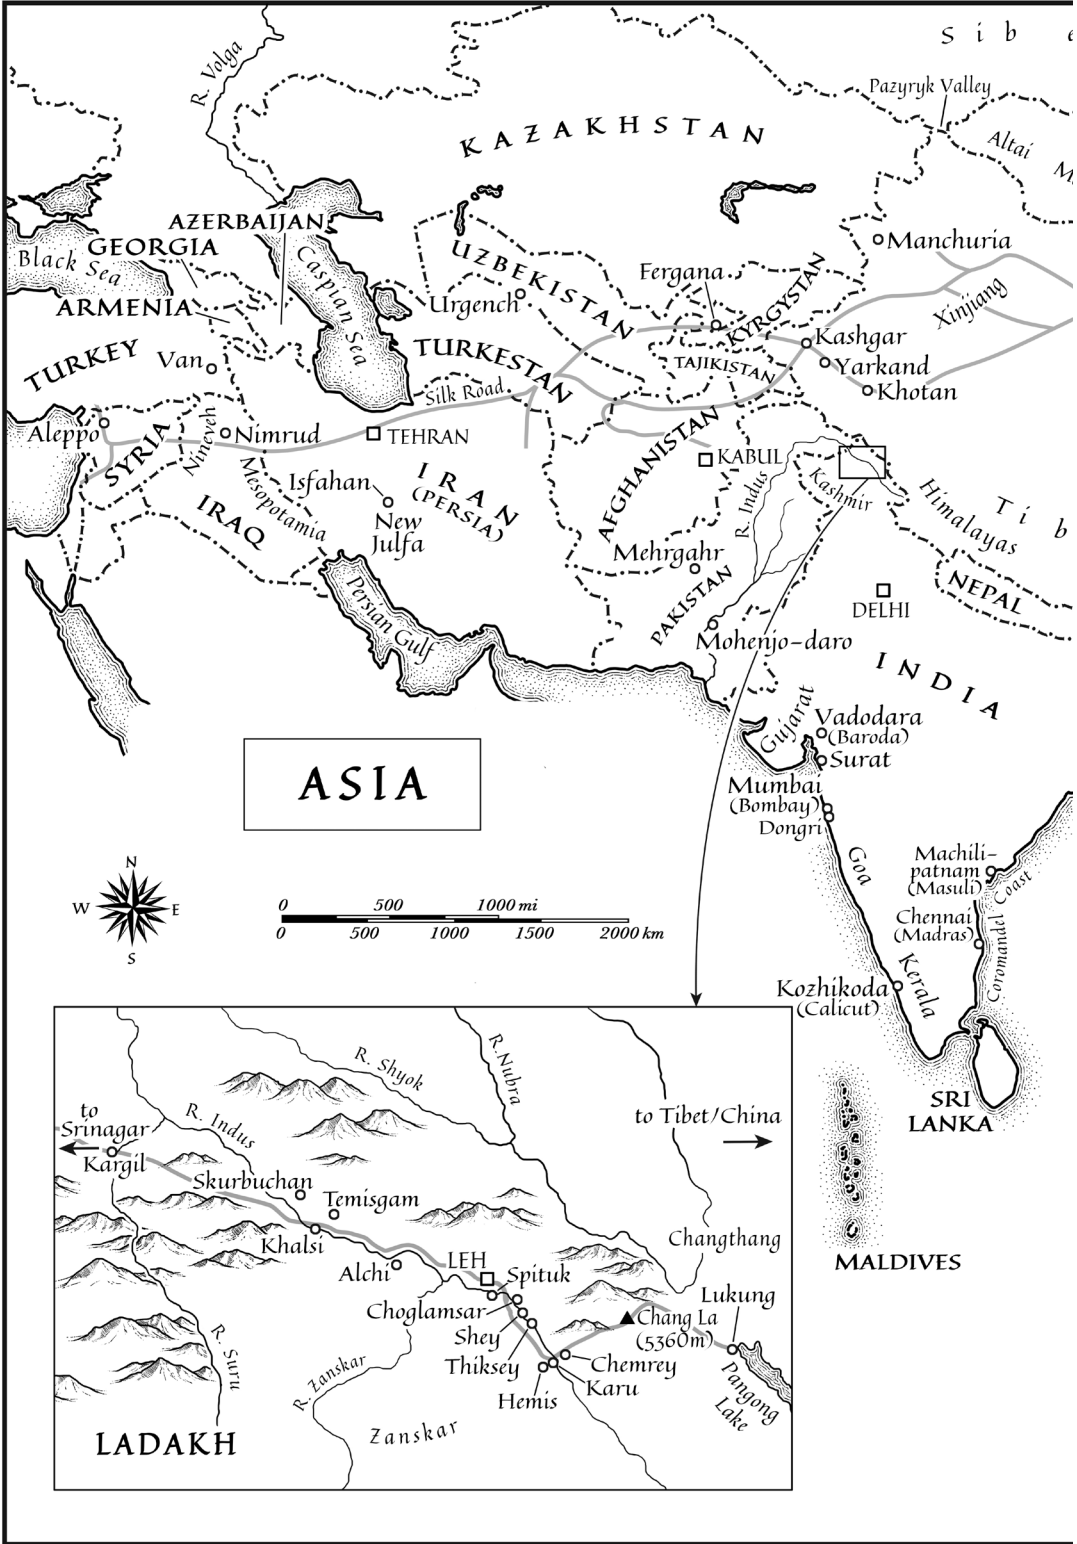 S i b e
R. Volga
Pazyryk Valley
KAZAKHSTAN
Altai
M
AZERBAIJAN
GEORGIA
Black Sea
Manchuria
Caspian Sea
UZBEKISTAN
Fergana
KYRGYSTAN
ARMENIA
Urgench
Xinjiang
TURKEY
Van
TURKESTAN
Kashgar
TAJIKISTAN
Yarkand
Khotan
Silk Road
Aleppo
SYRIA
Nineveh
Nimrud
TEHRAN
AFGHANISTAN
KABUL
Mesopotamia
Isfahan
IRAN
(PERSIA)
R. Indus
Kashmir
Himalayas
T i b
IRAQ
New
Julfa
Mehrgahr
NEPAL
Persian Gulf
PAKISTAN
DELHI
Mohenjo-daro
INDIA
Gujarat
Vadodara
(Baroda)
Surat
ASIA
Mumbai
(Bombay)
Dongri
Goa
Machili-
patnam
(Masuli)
Coromandel Coast
Chennai
(Madras)
N
W E
S
0 500 1000 mi
0 500 1000 1500 2000 km
Kerala
Kozhikoda
(Calicut)
SRI
LANKA
MALDIVES
R. Shyok
R. Nubra
to
Srinagar
R. Indus
to Tibet/China
Kargil
Skurbuchan
Temisgam
Khalsi
Changthang
Alchi
LEH
Spituk
Lukung
Choglamsar
Chang La
(5360m)
Shey
Thiksey
R. Suru
R. Zanskar
Chemrey
Karu
Hemis
Pangong
Lake
Zanskar
LADAKH